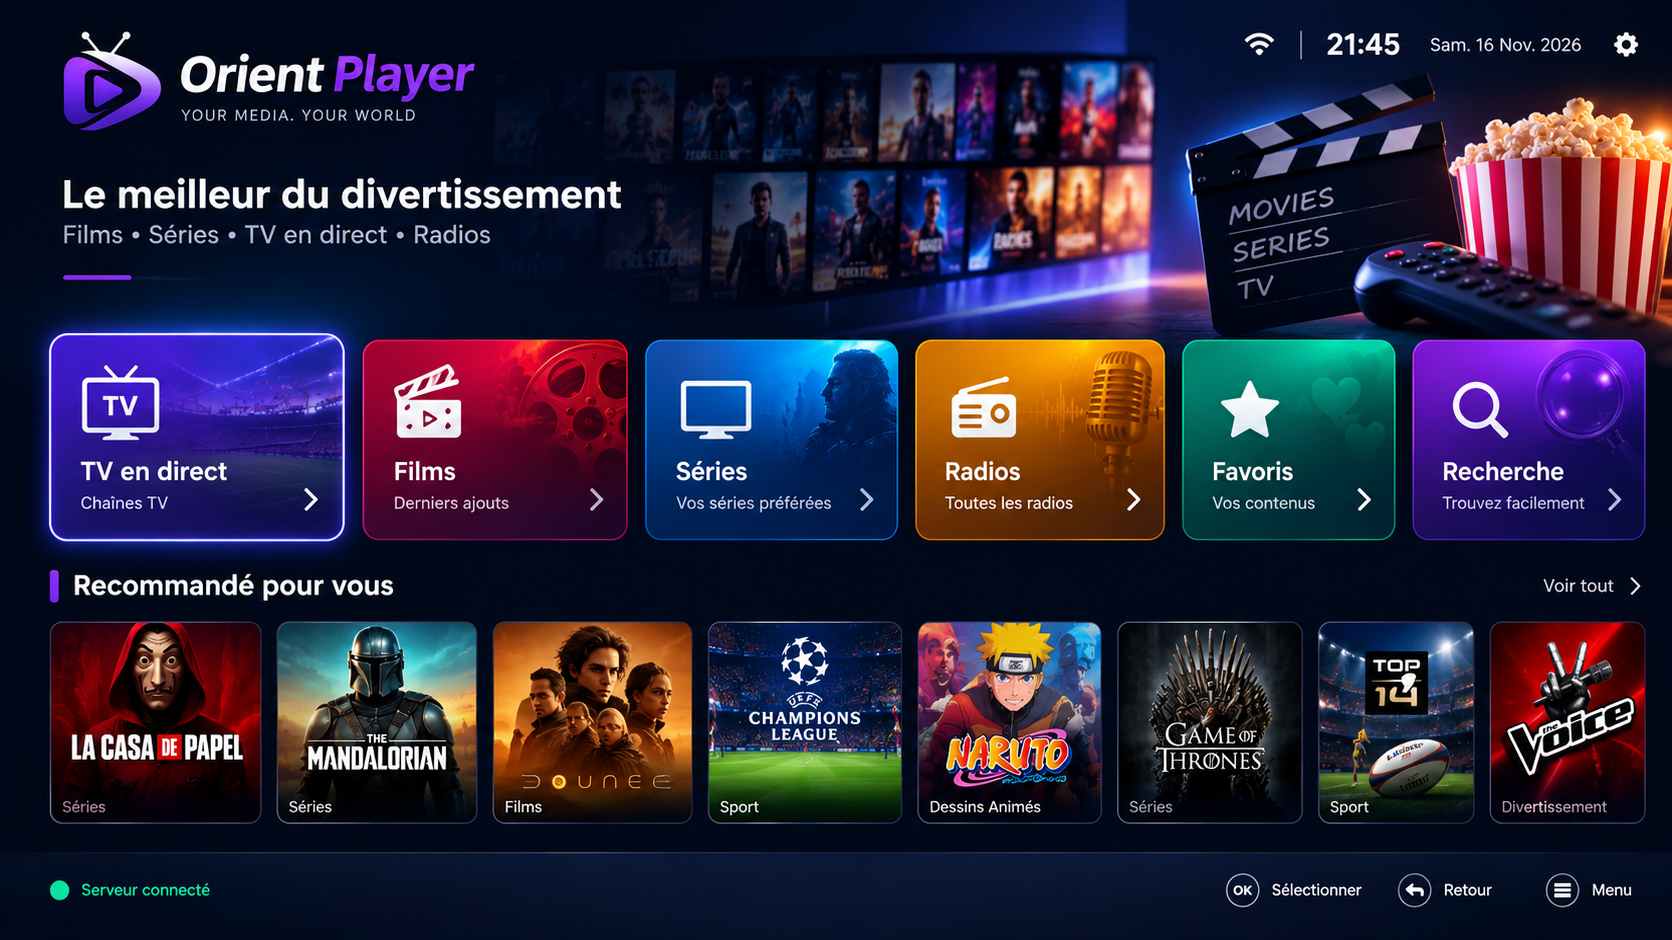 Orient Player
YOUR MEDIA. YOUR WORLD
21:45
Sam. 16 Nov. 2026
Le meilleur du divertissement
Films • Séries • TV en direct • Radios
MOVIES
SERIES
TV
TV
TV en direct
Chaînes TV
Films
Derniers ajouts
Séries
Vos séries préférées
Radios
Toutes les radios
Favoris
Vos contenus
Recherche
Trouvez facilement
Recommandé pour vous
Voir tout
LA CASA DE PAPEL
Séries
THE
MANDALORIAN
Séries
DOUNEE
Films
UEFA
CHAMPIONS
LEAGUE
Sport
NARUTO
Dessins Animés
GAME OF
THRONES
Séries
TOP
14
Sport
The
Voice
Divertissement
Serveur connecté
OK Sélectionner
Retour
Menu